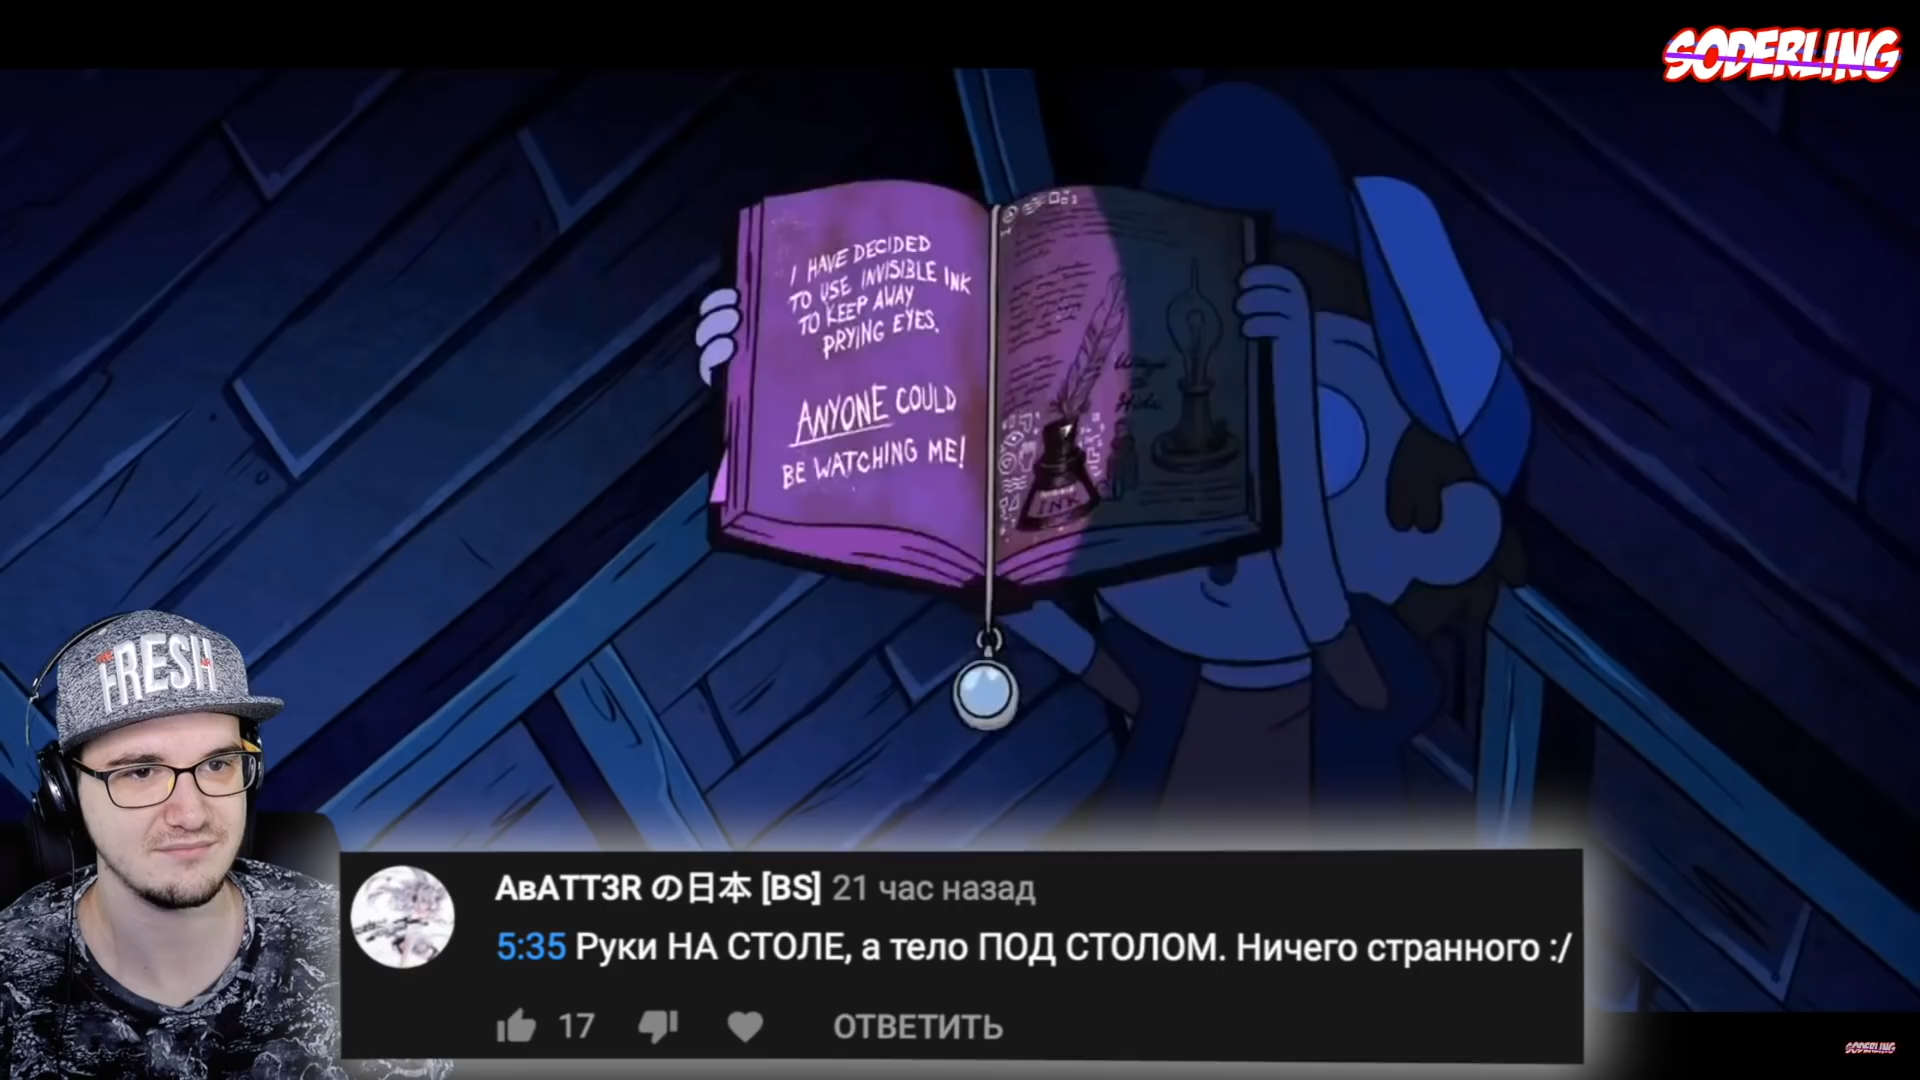 SODERLING
I HAVE DECIDED
TO USE INVISIBLE INK
TO KEEP AWAY
PRYING EYES.
ANYONE COULD
BE WATCHING ME!
INK
FRESH
АвATT3R の日本 [BS] 21 час назад
5:35 Руки НА СТОЛЕ, а тело ПОД СТОЛОМ. Ничего странного :/
17 ОТВЕТИТЬ
SODERLING